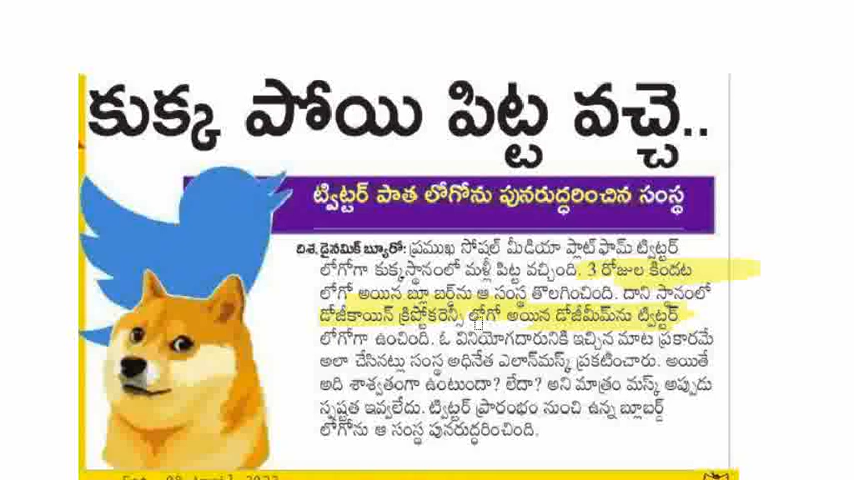 కుక్క పోయి పిట్ట వచ్చే..
ట్విట్టర్ పాత లోగోను పునరుద్ధరించిన సంస్థ
దిశ, డైనమిక్ బ్యూరో: ప్రముఖ సోషల్ మీడియా ప్లాట్‌ఫామ్ ట్విట్టర్
లోగోగా కుక్కస్థానంలో మళ్లీ పిట్ట వచ్చింది. 3 రోజుల కిందట
లోగో అయిన బ్లూ బర్డ్‌ను ఆ సంస్థ తొలగించింది. దాని స్థానంలో
డోజీకాయిన్ క్రిప్టోకరెన్సీ లోగో అయిన డోజీమీమ్‌ను ట్విట్టర్
లోగోగా ఉంచింది. ఓ వినియోగదారునికి ఇచ్చిన మాట ప్రకారమే
అలా చేసినట్లు సంస్థ అధినేత ఎలాన్‌మస్క్ ప్రకటించారు. అయితే
అది శాశ్వతంగా ఉంటుందా? లేదా? అని మాత్రం మస్క్ అప్పుడు
స్పష్టత ఇవ్వలేదు. ట్విట్టర్ ప్రారంభం నుంచి ఉన్న బ్లూబర్డ్
లోగోను ఆ సంస్థ పునరుద్ధరించింది.